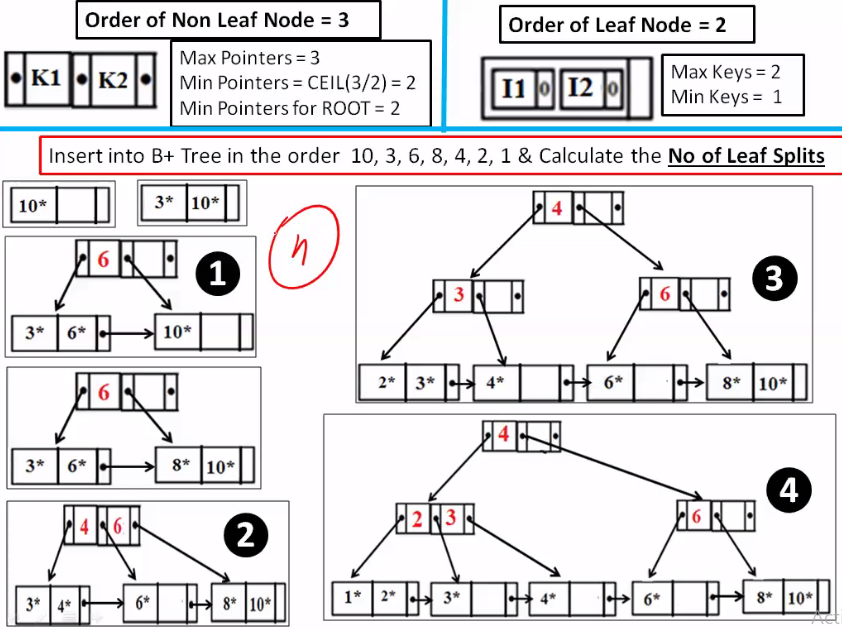 Order of Non Leaf Node = 3
K1 K2
Max Pointers = 3
Min Pointers = CEIL(3/2) = 2
Min Pointers for ROOT = 2
Order of Leaf Node = 2
I1 0 I2 0
Max Keys = 2
Min Keys = 1
Insert into B+ Tree in the order 10, 3, 6, 8, 4, 2, 1 & Calculate the No of Leaf Splits
10*
3* 10*
6
1
3* 6* 10*
6
3* 6* 8* 10*
4 6
2
3* 4* 6* 8* 10*
4
3
3 6
2* 3* 4* 6* 8* 10*
4
4
2 3 6
1* 2* 3* 4* 6* 8* 10*